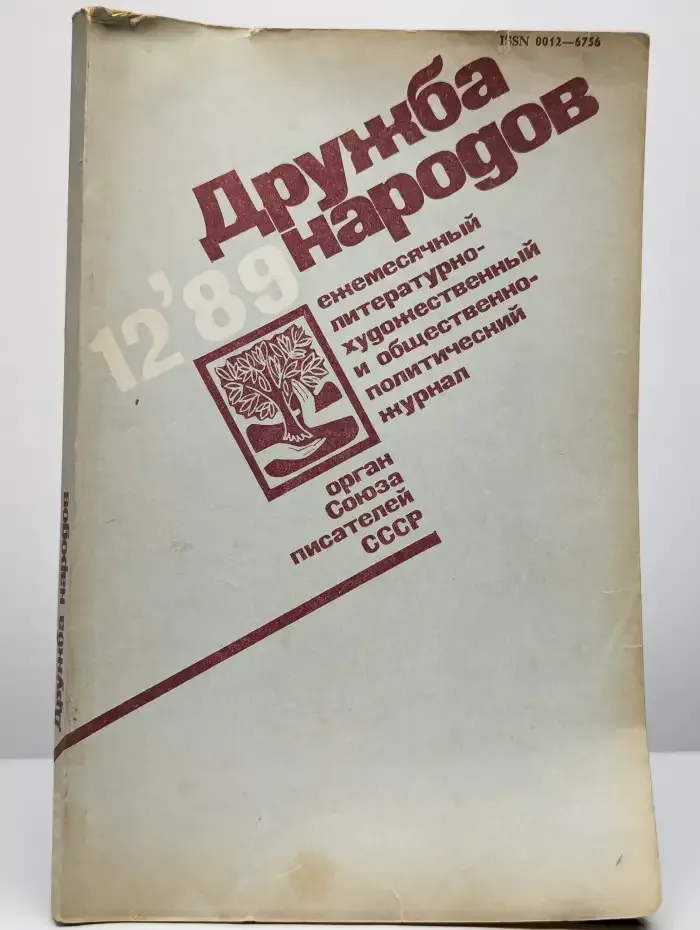 ISSN 0012—6756
Дружба
народов
12'89
ежемесячный
литературно-
художественный
и общественно-
политический
журнал
орган
Союза
писателей
СССР
Дружба народов